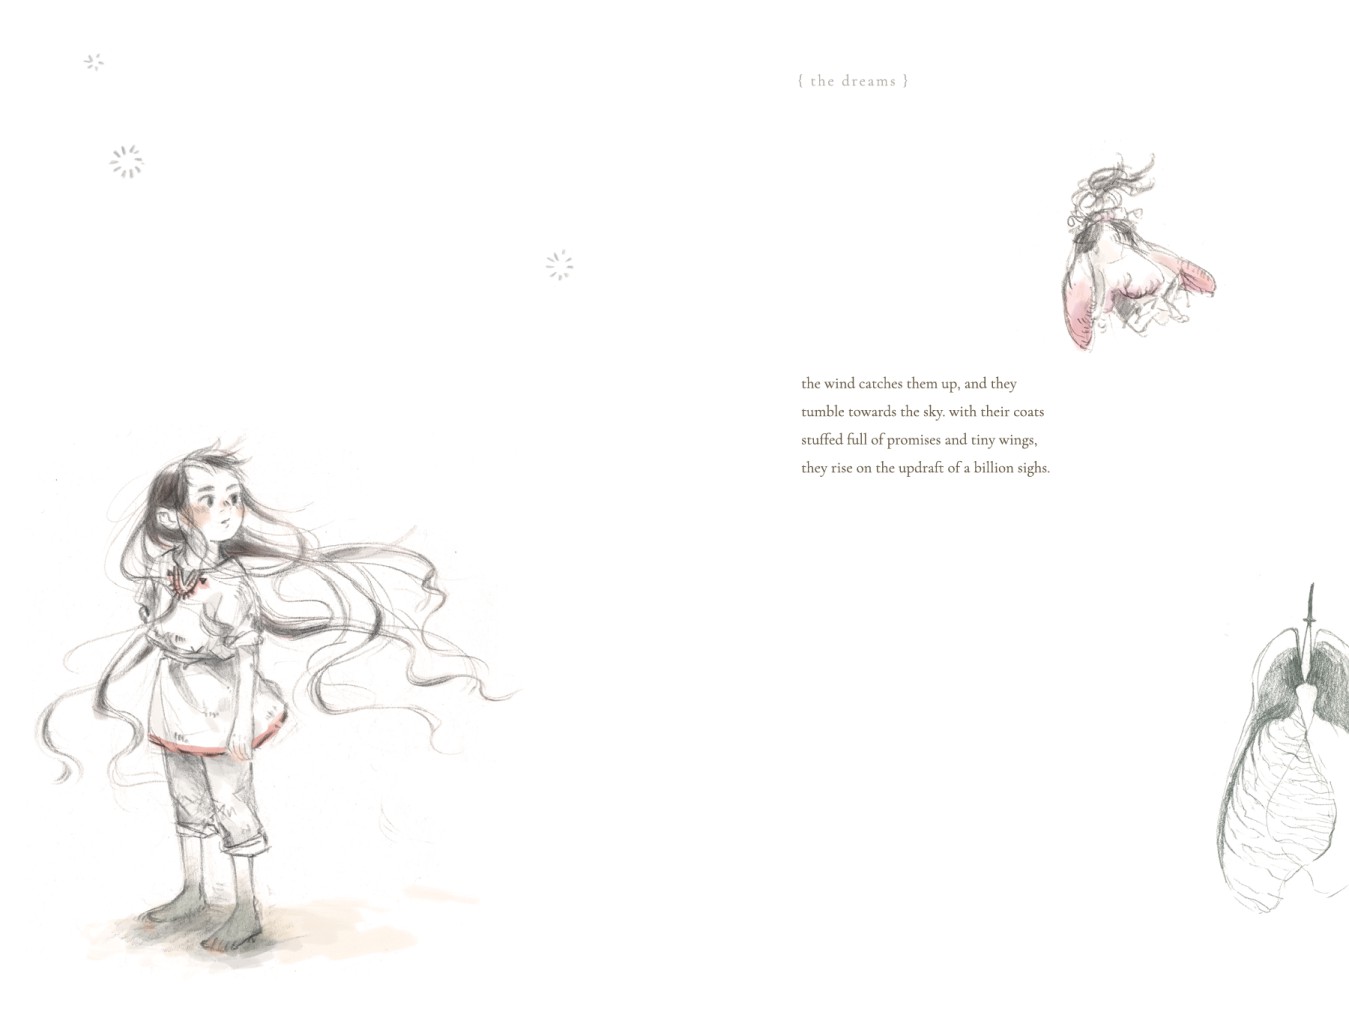 { the dreams }
the wind catches them up, and they
tumble towards the sky. with their coats
stuffed full of promises and tiny wings,
they rise on the updraft of a billion sighs.